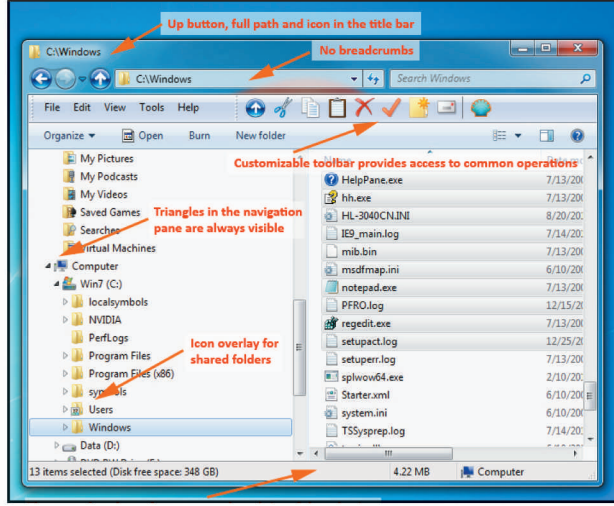 Up button, full path and icon in the title bar
C:\Windows
No breadcrumbs
C:\Windows
Search Windows
File Edit View Tools Help
Organize Open Burn New folder
Customizable toolbar provides access to common operations
My Pictures
My Podcasts
My Videos
Saved Games
Searches
Virtual Machines
Triangles in the navigation
pane are always visible
Computer
Win7 (C:)
localsymbols
NVIDIA
PerfLogs
Program Files
Program Files (x86)
symbols
Users
Windows
Data (D:)
Icon overlay for
shared folders
HelpPane.exe 7/13/20
hh.exe 7/13/20
HL-3040CN.INI 8/20/20
IE9_main.log 7/14/20
mib.bin 7/13/20
msdfmap.ini 6/10/20
notepad.exe 7/13/20
PFRO.log 12/15/2
regedit.exe 7/13/20
setupact.log 12/25/2
setuperr.log 7/13/20
splwow64.exe 2/10/20
Starter.xml 6/10/20
system.ini 6/10/20
TSSysprep.log 7/14/20
13 items selected (Disk free space: 348 GB) 4.22 MB Computer